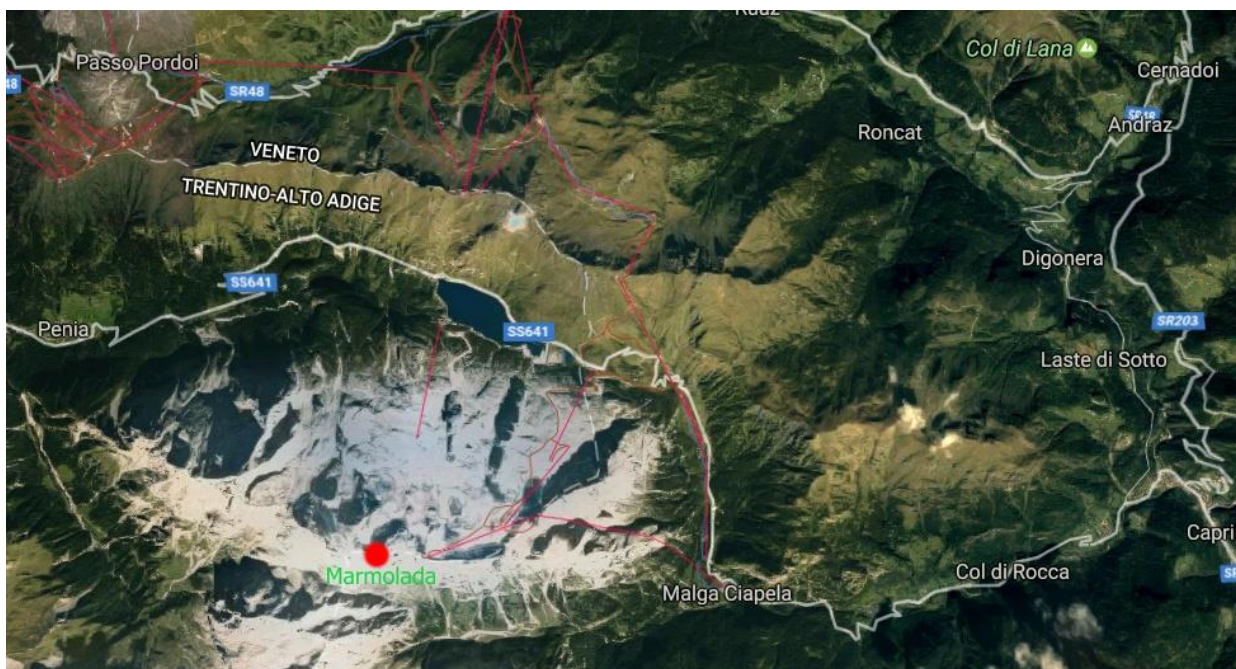 Passo Pordoi
Col di Lana
Cernadoi
48
SR48
SR48
Andraz
Roncat
VENETO
TRENTINO-ALTO ADIGE
Digonera
SS641
Penia
SS641
SR203
Laste di Sotto
Capri
Marmolada
Malga Ciapela
Col di Rocca